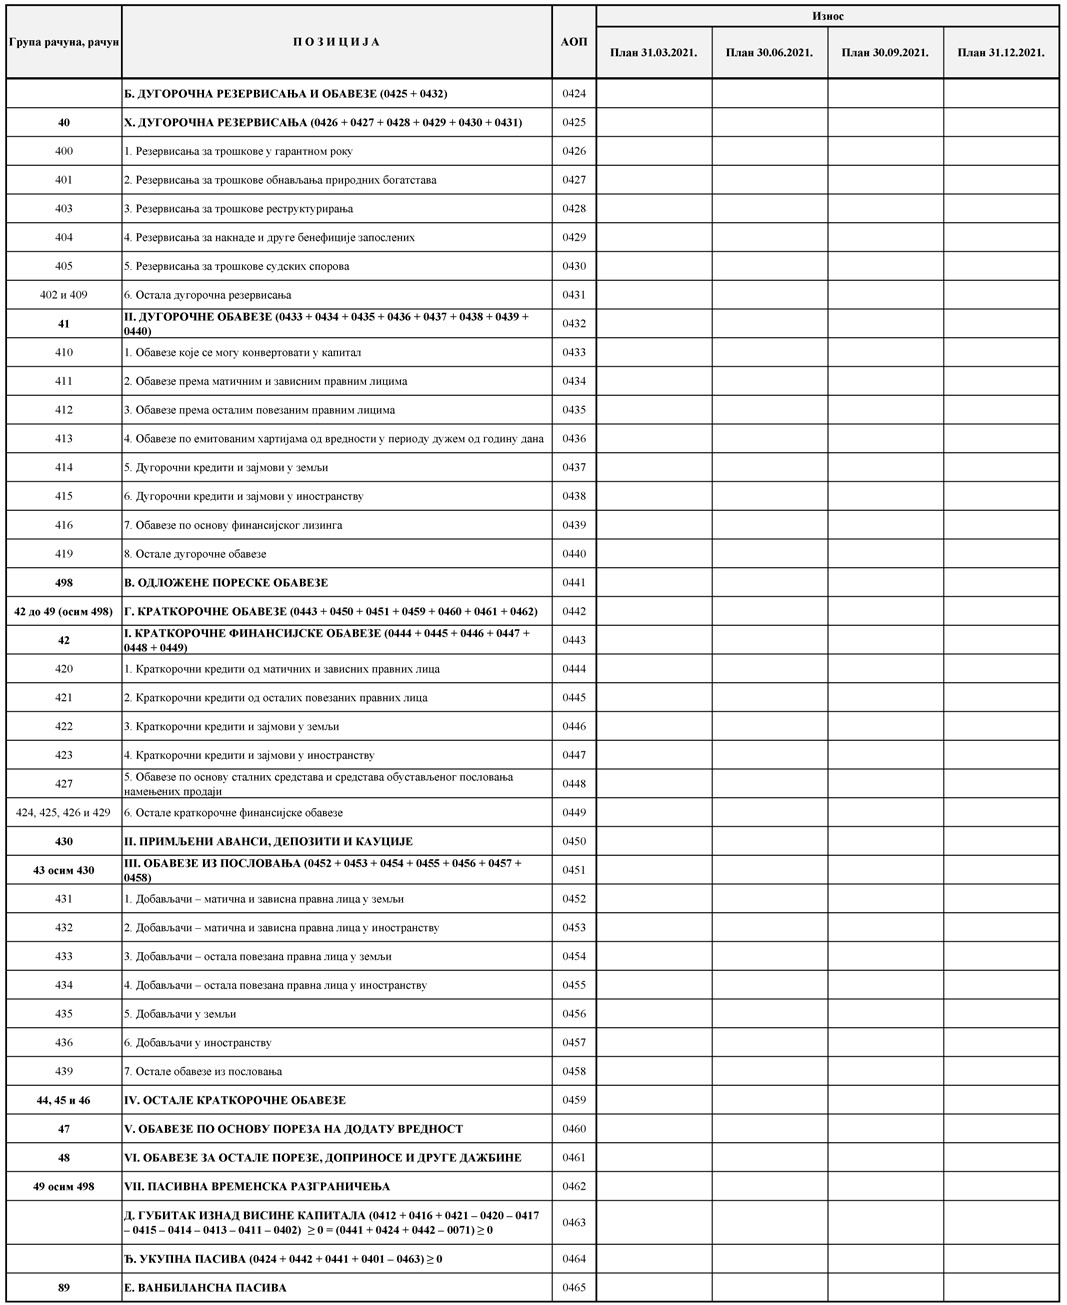 Група рачуна, рачун П О З И Ц И Ј А АОП Износ
План 31.03.2021. План 30.06.2021. План 30.09.2021. План 31.12.2021.
Б. ДУГОРОЧНА РЕЗЕРВИСАЊА И ОБАВЕЗЕ (0425 + 0432) 0424
40 X. ДУГОРОЧНА РЕЗЕРВИСАЊА (0426 + 0427 + 0428 + 0429 + 0430 + 0431) 0425
400 1. Резервисања за трошкове у гарантном року 0426
401 2. Резервисања за трошкове обнављања природних богатстава 0427
403 3. Резервисања за трошкове реструктурирања 0428
404 4. Резервисања за накнаде и друге бенефиције запослених 0429
405 5. Резервисања за трошкове судских спорова 0430
402 и 409 6. Остала дугорочна резервисања 0431
41 II. ДУГОРОЧНЕ ОБАВЕЗЕ (0433 + 0434 + 0435 + 0436 + 0437 + 0438 + 0439 +
0440) 0432
410 1. Обавезе које се могу конвертовати у капитал 0433
411 2. Обавезе према матичним и зависним правним лицима 0434
412 3. Обавезе према осталим повезаним правним лицима 0435
413 4. Обавезе по емитованим хартијама од вредности у периоду дужем од годину дана 0436
414 5. Дугорочни кредити и зајмови у земљи 0437
415 6. Дугорочни кредити и зајмови у иностранству 0438
416 7. Обавезе по основу финансијског лизинга 0439
419 8. Остале дугорочне обавезе 0440
498 В. ОДЛОЖЕНЕ ПОРЕСКЕ ОБАВЕЗЕ 0441
42 до 49 (осим 498) Г. КРАТКОРОЧНЕ ОБАВЕЗЕ (0443 + 0450 + 0451 + 0459 + 0460 + 0461 + 0462) 0442
42 I. КРАТКОРОЧНЕ ФИНАНСИЈСКЕ ОБАВЕЗЕ (0444 + 0445 + 0446 + 0447 +
0448 + 0449) 0443
420 1. Краткорочни кредити од матичних и зависних правних лица 0444
421 2. Краткорочни кредити од осталих повезаних правних лица 0445
422 3. Краткорочни кредити и зајмови у земљи 0446
423 4. Краткорочни кредити и зајмови у иностранству 0447
427 5. Обавезе по основу сталних средстава и средстава обустављеног пословања
намењених продаји 0448
424, 425, 426 и 429 6. Остале краткорочне финансијске обавезе 0449
430 II. ПРИМЉЕНИ АВАНСИ, ДЕПОЗИТИ И КАУЦИЈЕ 0450
43 осим 430 III. ОБАВЕЗЕ ИЗ ПОСЛОВАЊА (0452 + 0453 + 0454 + 0455 + 0456 + 0457 +
0458) 0451
431 1. Добављачи – матична и зависна правна лица у земљи 0452
432 2. Добављачи – матична и зависна правна лица у иностранству 0453
433 3. Добављачи – остала повезана правна лица у земљи 0454
434 4. Добављачи – остала повезана правна лица у иностранству 0455
435 5. Добављачи у земљи 0456
436 6. Добављачи у иностранству 0457
439 7. Остале обавезе из пословања 0458
44, 45 и 46 IV. ОСТАЛЕ КРАТКОРОЧНЕ ОБАВЕЗЕ 0459
47 V. ОБАВЕЗЕ ПО ОСНОВУ ПОРЕЗА НА ДОДАТУ ВРЕДНОСТ 0460
48 VI. ОБАВЕЗЕ ЗА ОСТАЛЕ ПОРЕЗЕ, ДОПРИНОСЕ И ДРУГЕ ДАЖБИНЕ 0461
49 осим 498 VII. ПАСИВНА ВРЕМЕНСКА РАЗГРАНИЧЕЊА 0462
Д. ГУБИТАК ИЗНАД ВИСИНЕ КАПИТАЛА (0412 + 0416 + 0421 – 0420 – 0417
– 0415 – 0414 – 0413 – 0411 – 0402) ≥ 0 = (0441 + 0424 + 0442 – 0071) ≥ 0 0463
Ђ. УКУПНА ПАСИВА (0424 + 0442 + 0441 + 0401 – 0463) ≥ 0 0464
89 Е. ВАНБИЛАНСНА ПАСИВА 0465